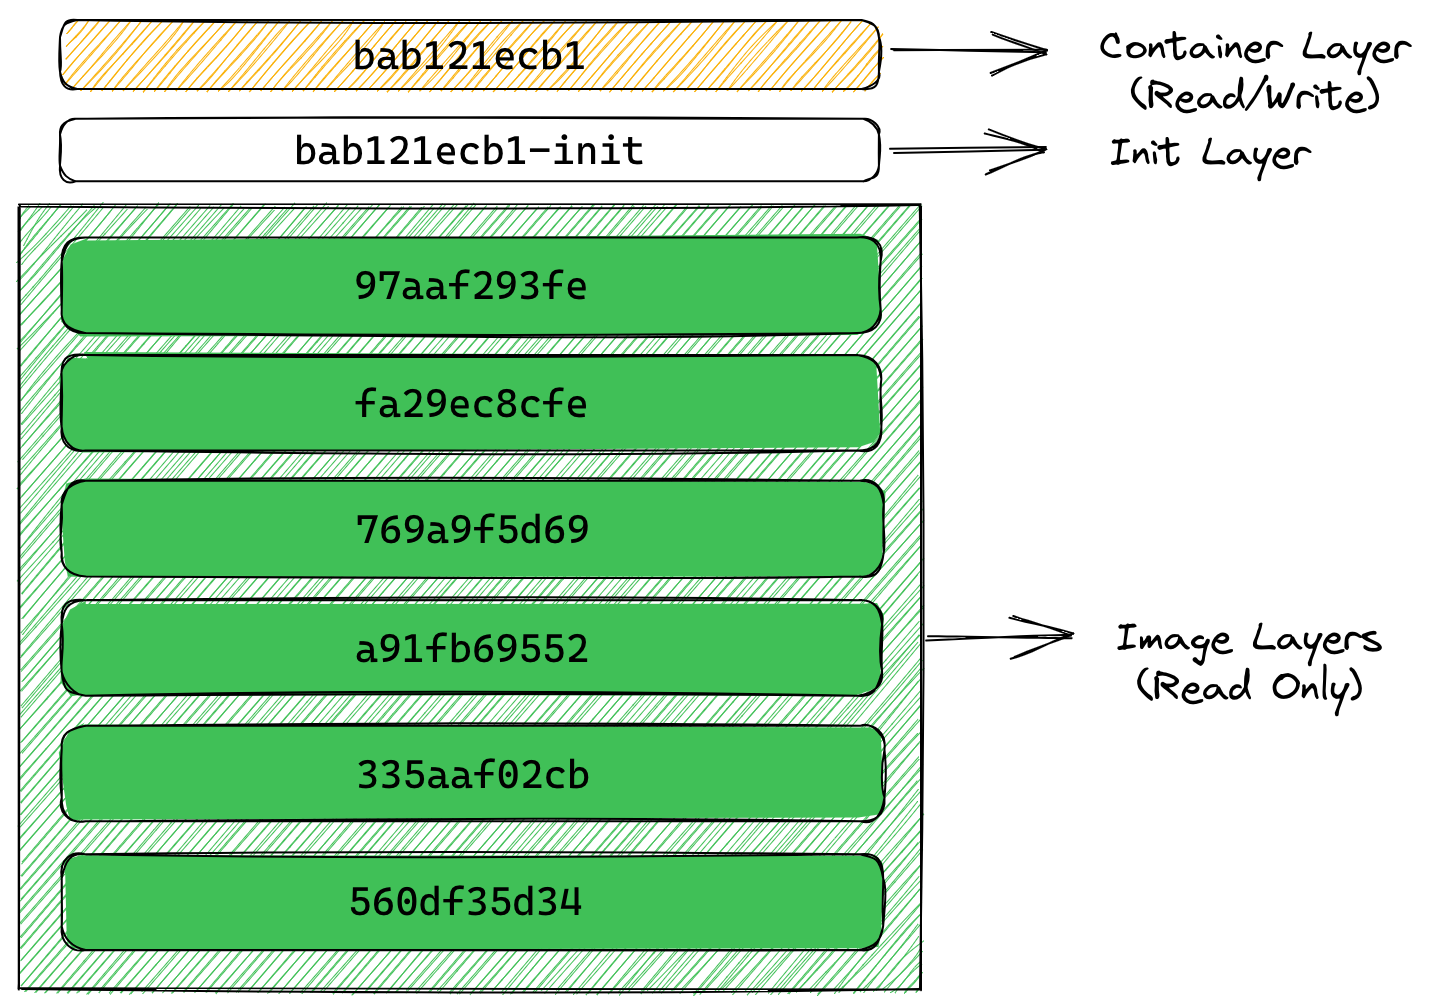 bab121ecb1
Container Layer
(Read/Write)
bab121ecb1-init
Init Layer
97aaf293fe
fa29ec8cfe
769a9f5d69
a91fb69552
Image Layers
(Read Only)
335aaf02cb
560df35d34